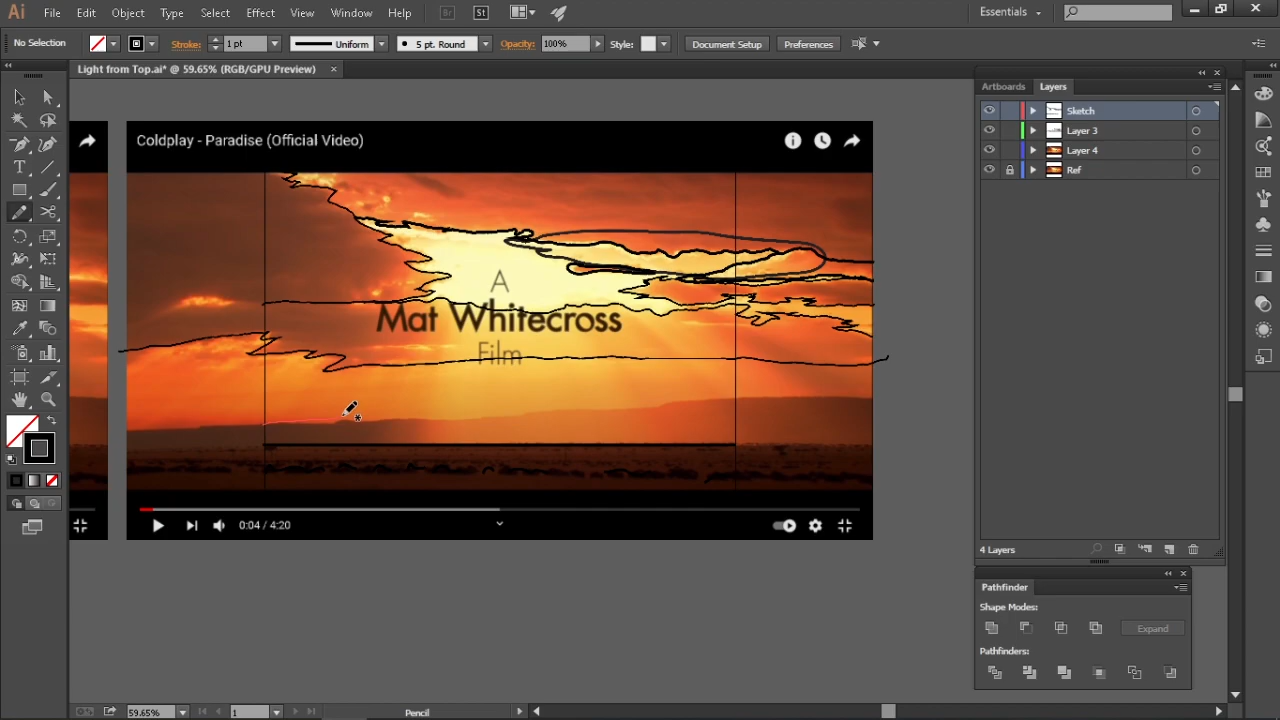 Ai File Edit Object Type Select Effect View Window Help Br St Essentials
No Selection Stroke: 1 pt Uniform 5 pt. Round Opacity: 100% Style: Document Setup Preferences
Light from Top.ai* @ 59.65% (RGB/GPU Preview)
Artboards Layers
Sketch
Layer 3
Layer 4
Ref
4 Layers
Coldplay - Paradise (Official Video)
A
Mat Whitecross
Film
0:04 / 4:20
Pathfinder
Shape Modes:
Expand
Pathfinders:
59.65% 1 Pencil